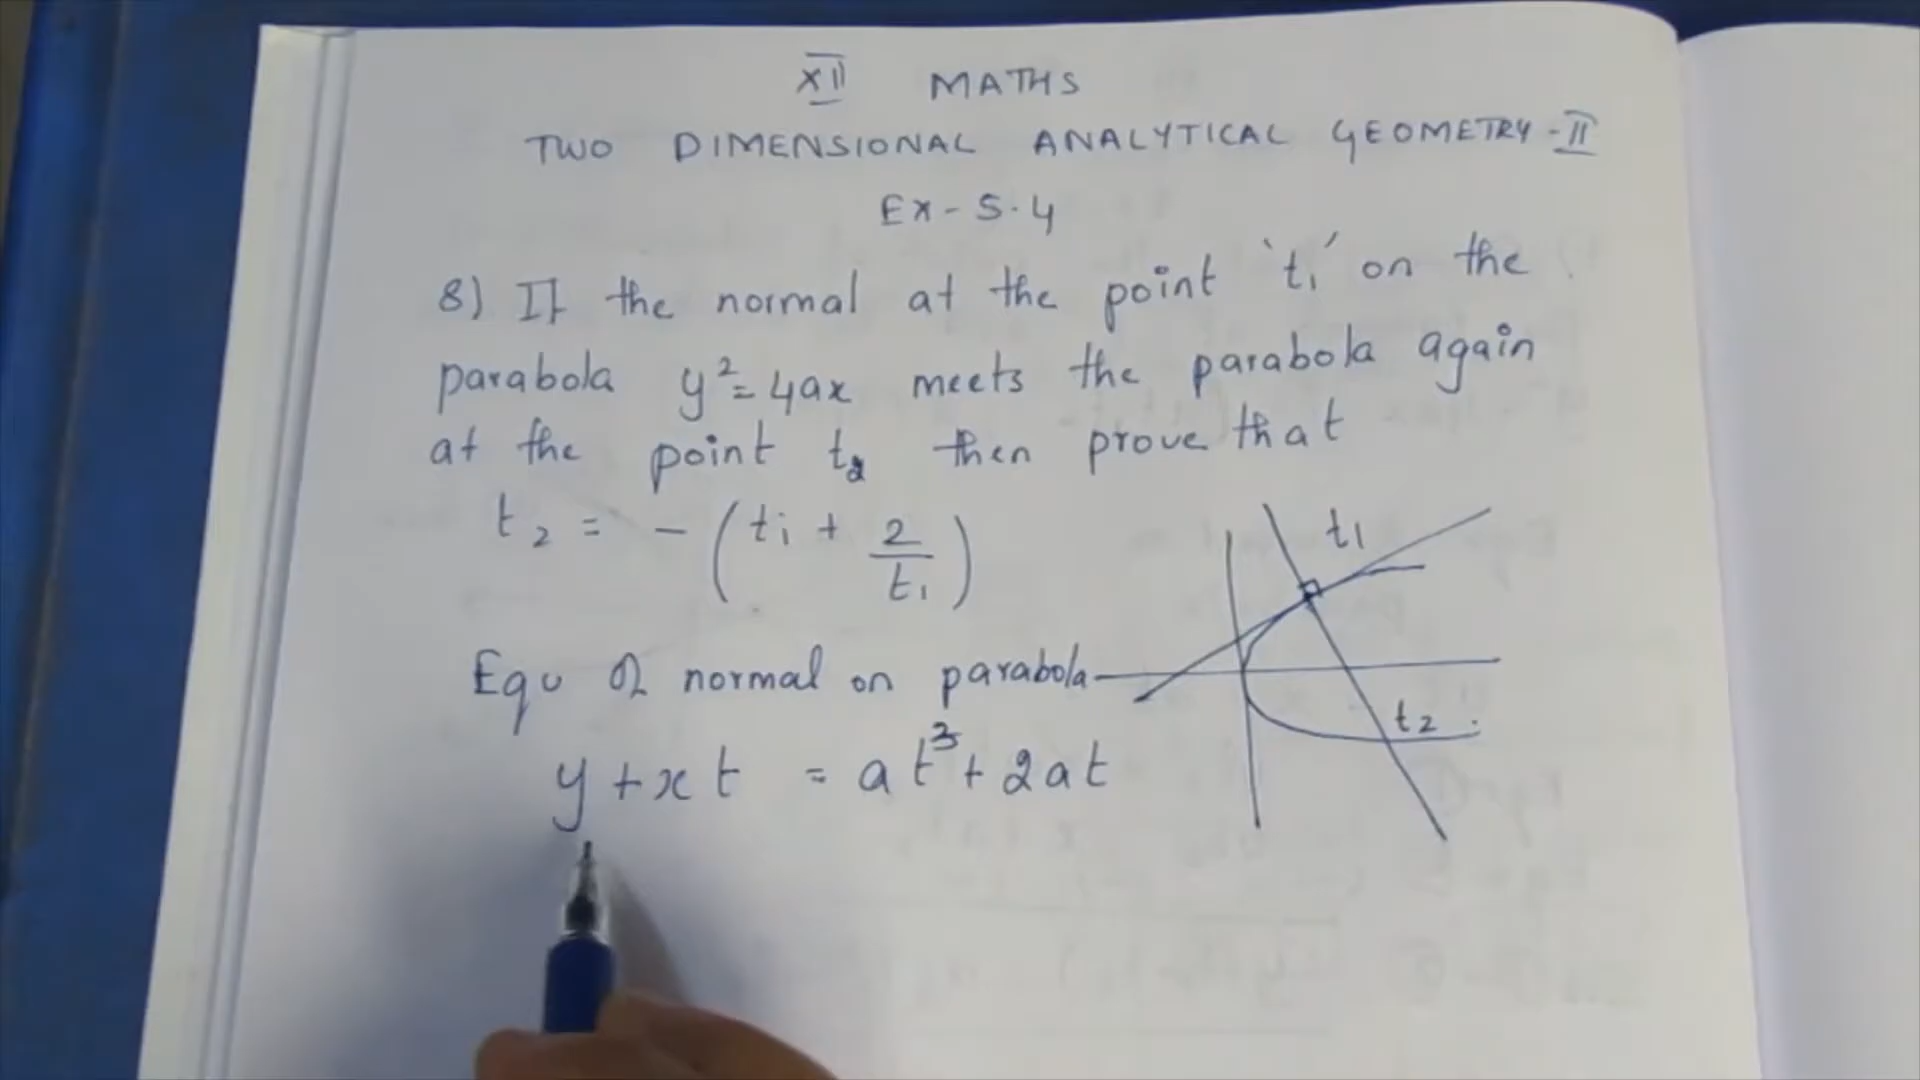 XII MATHS
TWO DIMENSIONAL ANALYTICAL GEOMETRY - II
EX - 5.4
8) If the normal at the point 't₁' on the
parabola y² = 4ax meets the parabola again
at the point t₂ then prove that
t₂ = - (t₁ + 2/t₁)
t₁
Equ of normal on parabola
t₂
y + xt = at³ + 2at